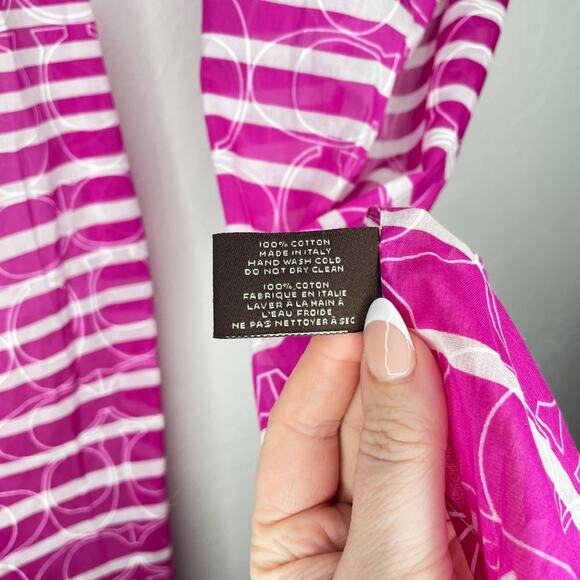 100% COTTON
MADE IN ITALY
HAND WASH COLD
DO NOT DRY CLEAN
100% COTON
FABRIQUE EN ITALIE
LAVER À LA MAIN À
L'EAU FROIDE
NE PAS NETTOYER À SEC